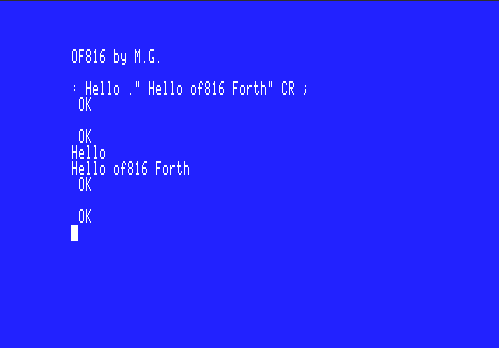 OF816 by M.G.
: Hello ." Hello of816 Forth" CR ;
OK
OK
Hello
Hello of816 Forth
OK
OK